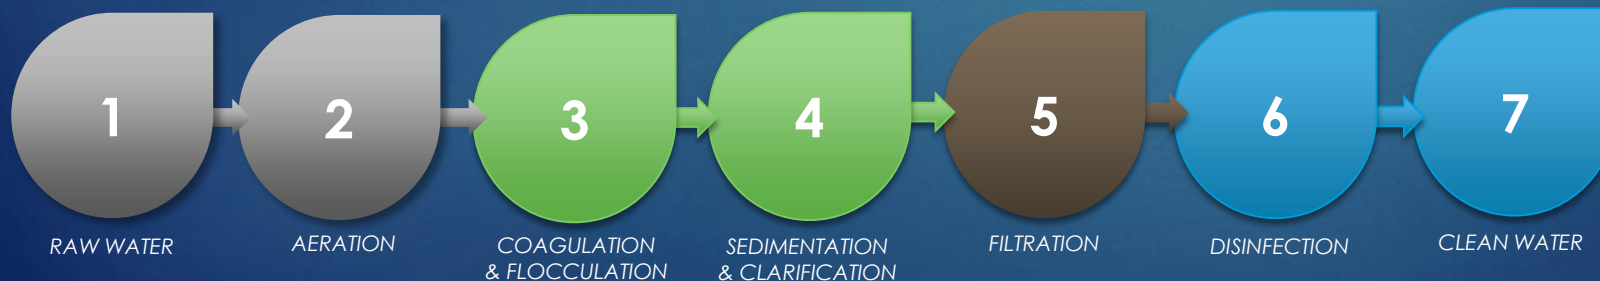 1
2
3
4
5
6
7
RAW WATER
AERATION
COAGULATION
& FLOCCULATION
SEDIMENTATION
& CLARIFICATION
FILTRATION
DISINFECTION
CLEAN WATER